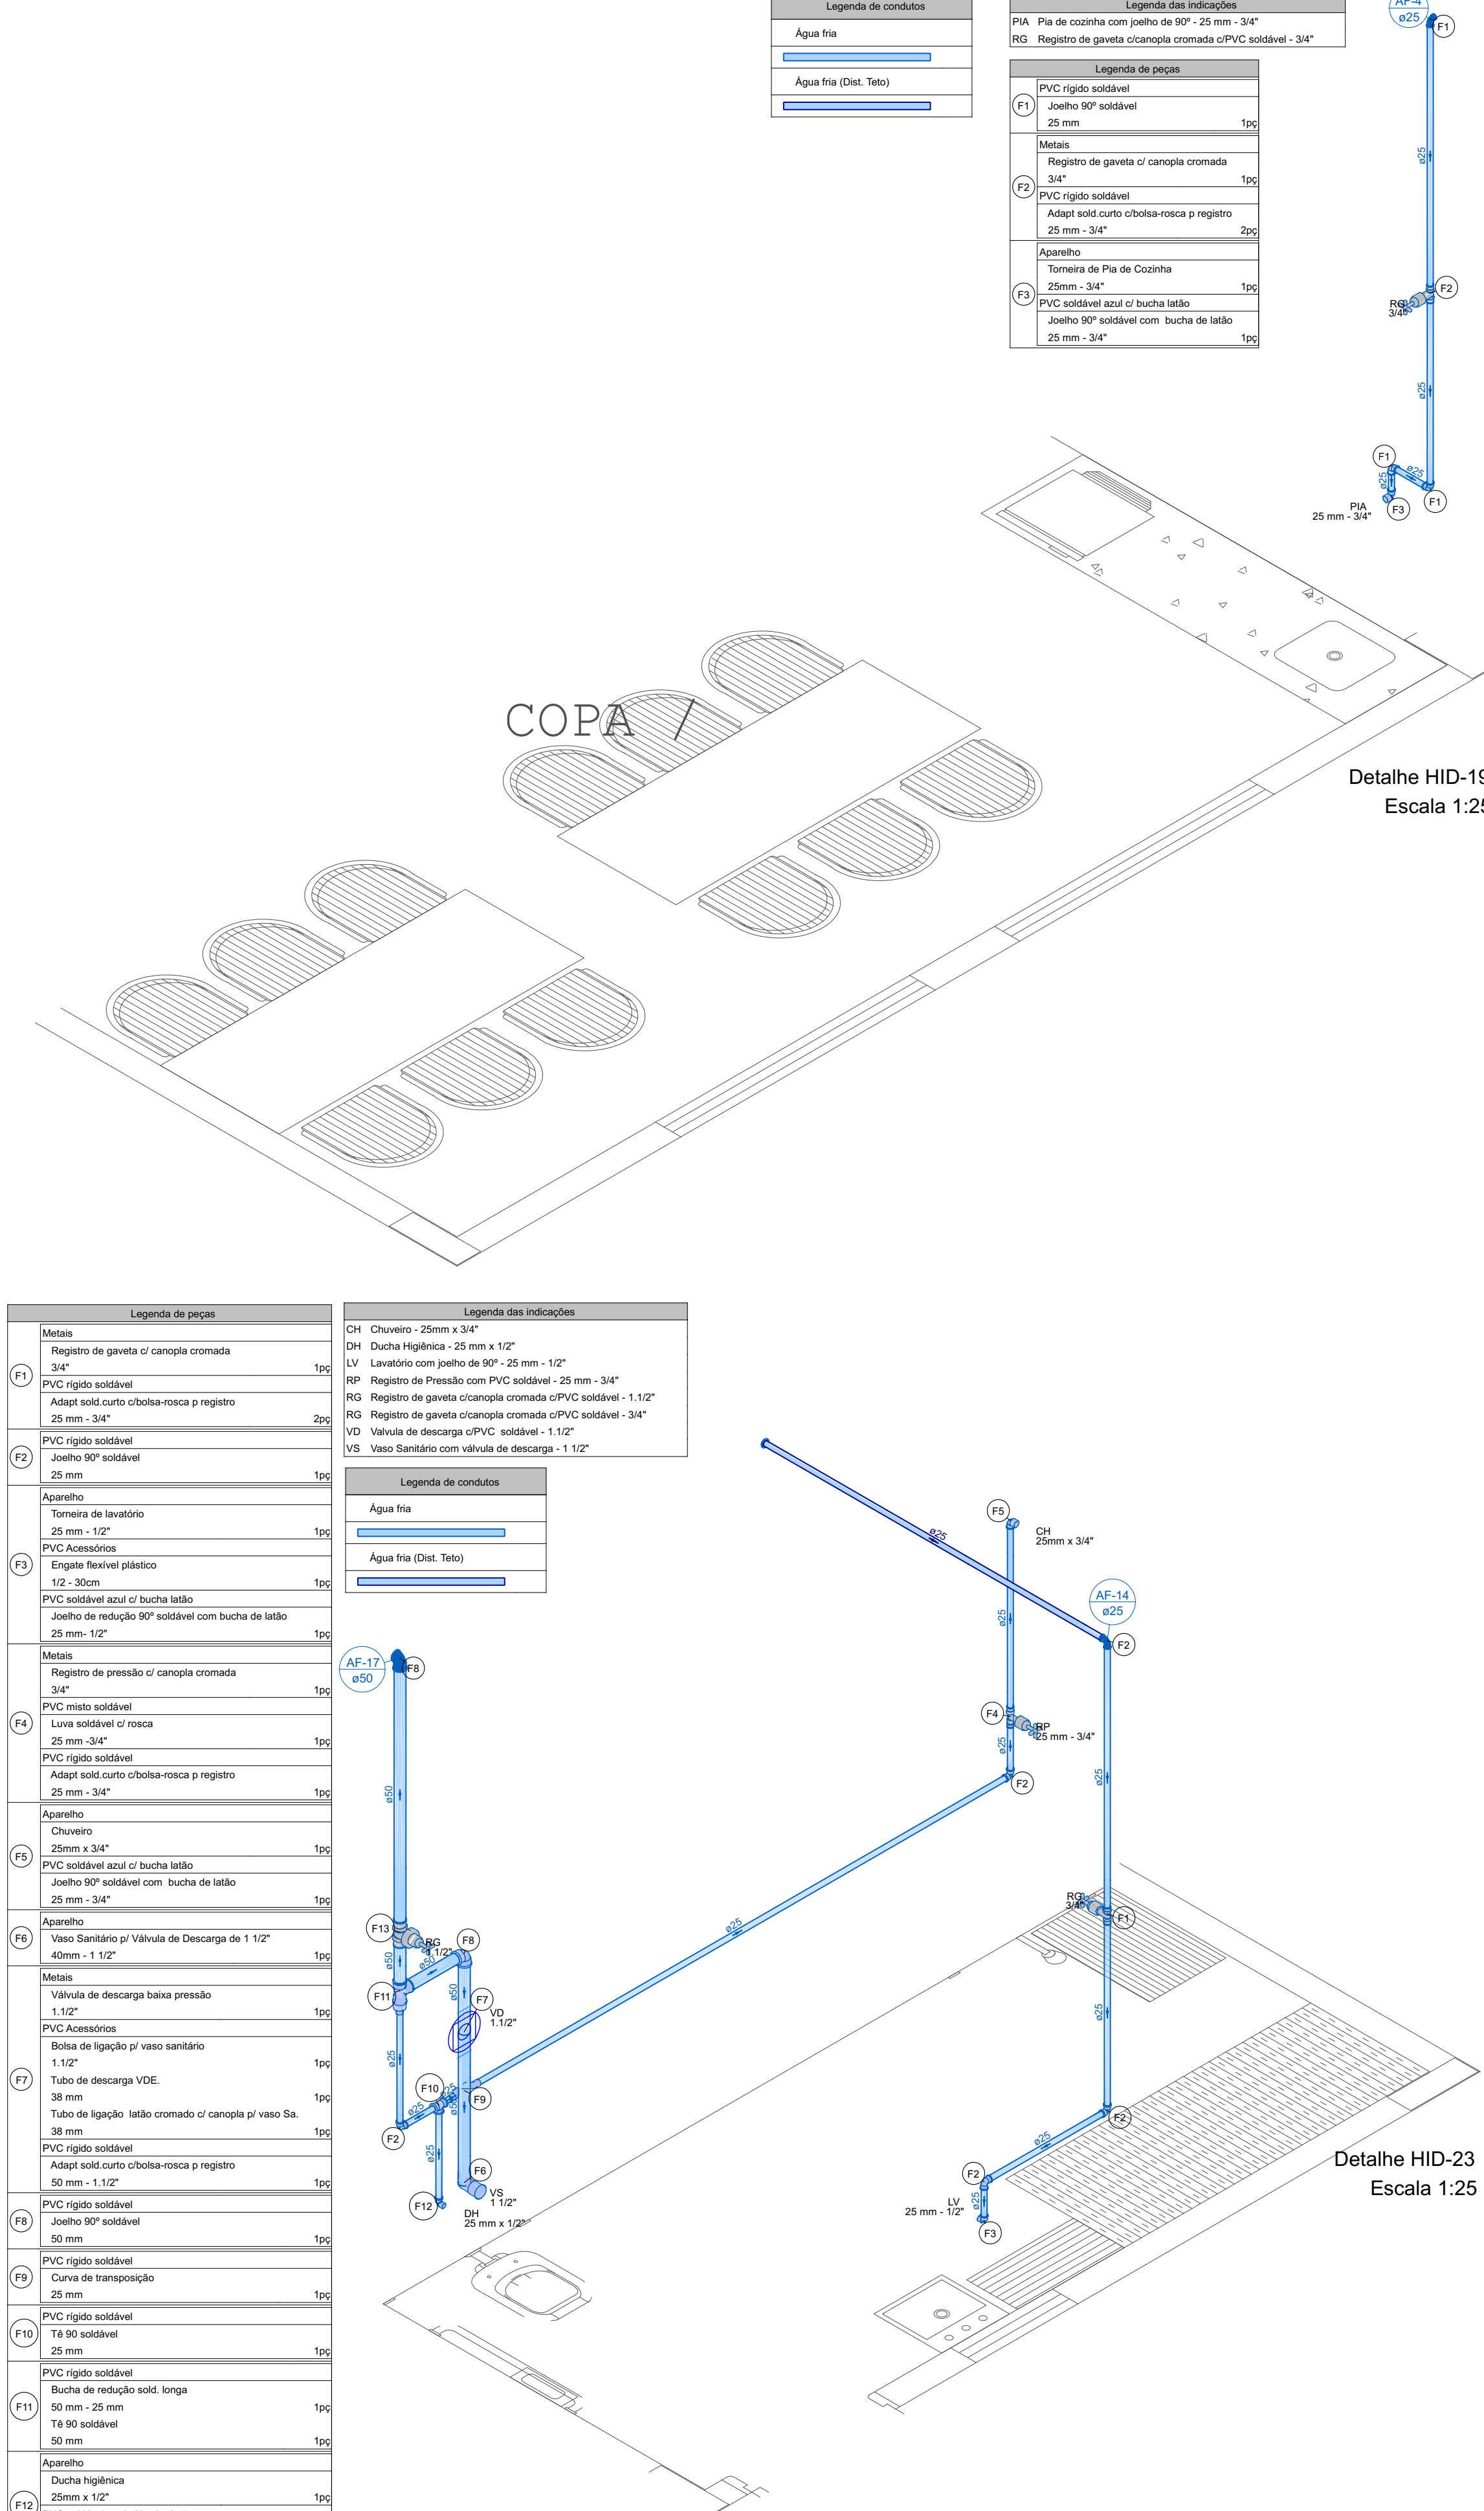 Legenda de condutos
Água fria
Água fria (Dist. Teto)
Legenda das indicações
PIA Pia de cozinha com joelho de 90º - 25 mm - 3/4"
RG Registro de gaveta c/canopla cromada c/PVC soldável - 3/4"
Legenda de peças
F1
PVC rígido soldável
Joelho 90º soldável
25 mm 1pç
F2
Metais
Registro de gaveta c/ canopla cromada
3/4" 1pç
PVC rígido soldável
Adapt sold.curto c/bolsa-rosca p registro
25 mm - 3/4" 2pç
F3
Aparelho
Torneira de Pia de Cozinha
25mm - 3/4" 1pç
PVC soldável azul c/ bucha latão
Joelho 90º soldável com bucha de latão
25 mm - 3/4" 1pç
AF-4
ø25
F1
ø25
F2
RG
3/4"
ø25
F1
ø25
ø25
F1
F3
PIA
25 mm - 3/4"
COPA /
Detalhe HID-19
Escala 1:25
Legenda de peças
F1
Metais
Registro de gaveta c/ canopla cromada
3/4" 1pç
PVC rígido soldável
Adapt sold.curto c/bolsa-rosca p registro
25 mm - 3/4" 2pç
F2
PVC rígido soldável
Joelho 90º soldável
25 mm 1pç
F3
Aparelho
Torneira de lavatório
25 mm - 1/2" 1pç
PVC Acessórios
Engate flexível plástico
1/2 - 30cm 1pç
PVC soldável azul c/ bucha latão
Joelho de redução 90º soldável com bucha de latão
25 mm- 1/2" 1pç
F4
Metais
Registro de pressão c/ canopla cromada
3/4" 1pç
PVC misto soldável
Luva soldável c/ rosca
25 mm -3/4" 1pç
PVC rígido soldável
Adapt sold.curto c/bolsa-rosca p registro
25 mm - 3/4" 1pç
F5
Aparelho
Chuveiro
25mm x 3/4" 1pç
PVC soldável azul c/ bucha latão
Joelho 90º soldável com bucha de latão
25 mm - 3/4" 1pç
F6
Aparelho
Vaso Sanitário p/ Válvula de Descarga de 1 1/2"
40mm - 1 1/2" 1pç
F7
Metais
Válvula de descarga baixa pressão
1.1/2" 1pç
PVC Acessórios
Bolsa de ligação p/ vaso sanitário
1.1/2" 1pç
Tubo de descarga VDE.
38 mm 1pç
Tubo de ligação latão cromado c/ canopla p/ vaso Sa.
38 mm 1pç
PVC rígido soldável
Adapt sold.curto c/bolsa-rosca p registro
50 mm - 1.1/2" 1pç
F8
PVC rígido soldável
Joelho 90º soldável
50 mm 1pç
F9
PVC rígido soldável
Curva de transposição
25 mm 1pç
F10
PVC rígido soldável
Tê 90 soldável
25 mm 1pç
F11
PVC rígido soldável
Bucha de redução sold. longa
50 mm - 25 mm 1pç
Tê 90 soldável
50 mm 1pç
F12
Aparelho
Ducha higiênica
25mm x 1/2" 1pç
Legenda das indicações
CH Chuveiro - 25mm x 3/4"
DH Ducha Higiênica - 25 mm x 1/2"
LV Lavatório com joelho de 90º - 25 mm - 1/2"
RP Registro de Pressão com PVC soldável - 25 mm - 3/4"
RG Registro de gaveta c/canopla cromada c/PVC soldável - 1.1/2"
RG Registro de gaveta c/canopla cromada c/PVC soldável - 3/4"
VD Valvula de descarga c/PVC soldável - 1.1/2"
VS Vaso Sanitário com válvula de descarga - 1 1/2"
Legenda de condutos
Água fria
Água fria (Dist. Teto)
ø25
F5
CH
25mm x 3/4"
AF-14
ø25
F2
ø25
F4
RP
25 mm - 3/4"
ø25
F2
ø25
AF-17
ø50
F8
ø50
F13
RG
1 1/2"
ø50
ø50
F8
F11
ø50
F7
VD
1.1/2"
ø25
ø25
RG
3/4"
F1
ø25
F10
ø25
ø50
F9
ø25
F2
ø25
F6
F12
VS
1 1/2"
DH
25 mm x 1/2"
F2
ø25
F2
ø25
LV
25 mm - 1/2"
F3
Detalhe HID-23
Escala 1:25